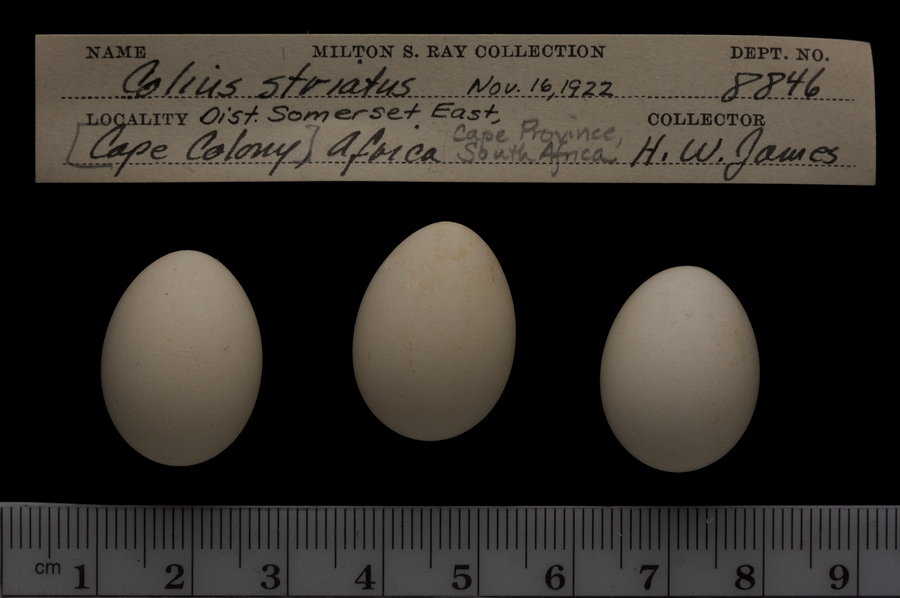 NAME MILTON S. RAY COLLECTION DEPT. NO.
Colius striatus Nov. 16, 1922 8846
LOCALITY Dist. Somerset East, COLLECTOR
[Cape Colony] Africa Cape Province, South Africa H. W. James
cm 1 2 3 4 5 6 7 8 9